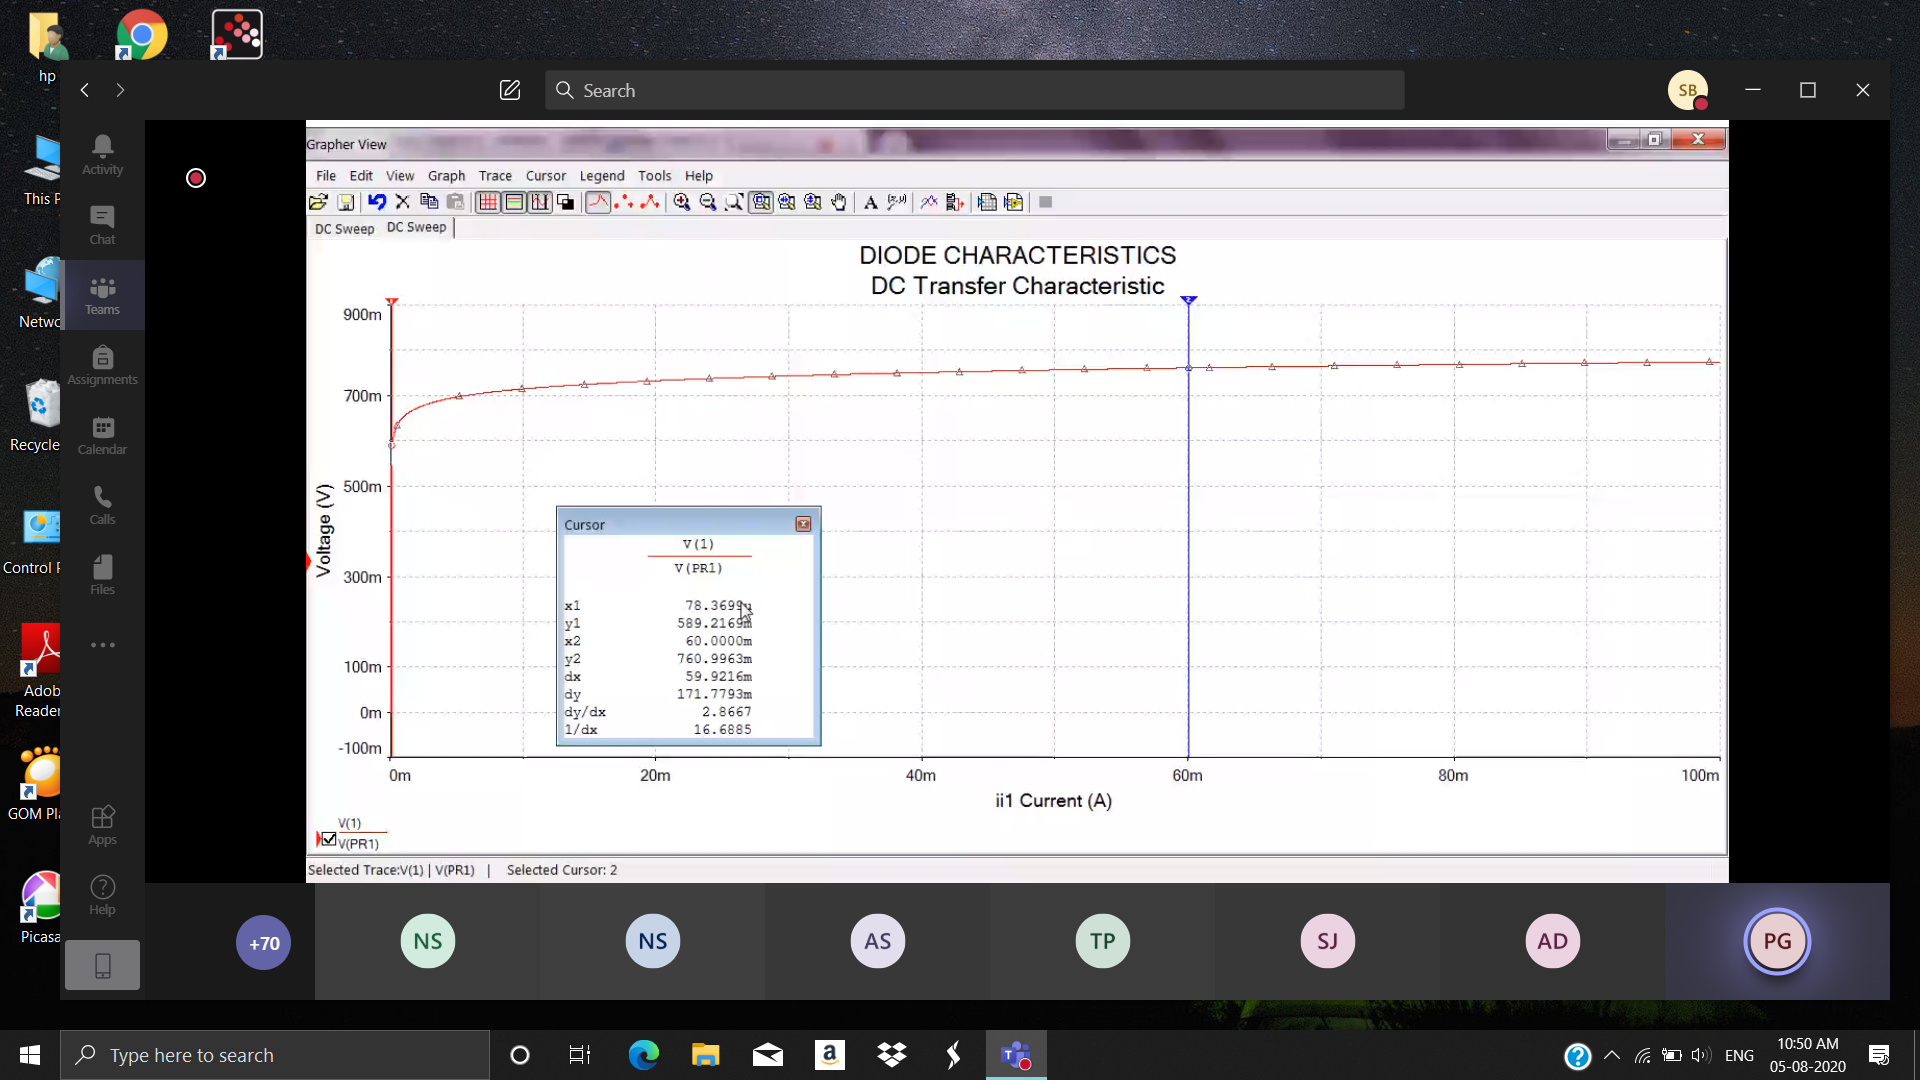 hp
Search
SB
This P
Netwo
Recycle
Control P
Adob
Reader
GOM Pla
Picasa
Activity
Chat
Teams
Assignments
Calendar
Calls
Files
Apps
Help
Grapher View
File Edit View Graph Trace Cursor Legend Tools Help
DC Sweep DC Sweep
DIODE CHARACTERISTICS
DC Transfer Characteristic
900m
700m
500m
300m
100m
0m
-100m
Voltage (V)
1
2
Cursor
V(1)
V(PR1)
x1 78.3699u
y1 589.2169m
x2 60.0000m
y2 760.9963m
dx 59.9216m
dy 171.7793m
dy/dx 2.8667
1/dx 16.6885
0m 20m 40m 60m 80m 100m
ii1 Current (A)
V(1)
V(PR1)
Selected Trace:V(1) | V(PR1) | Selected Cursor: 2
+70 NS NS AS TP SJ AD PG
Type here to search
ENG
10:50 AM
05-08-2020